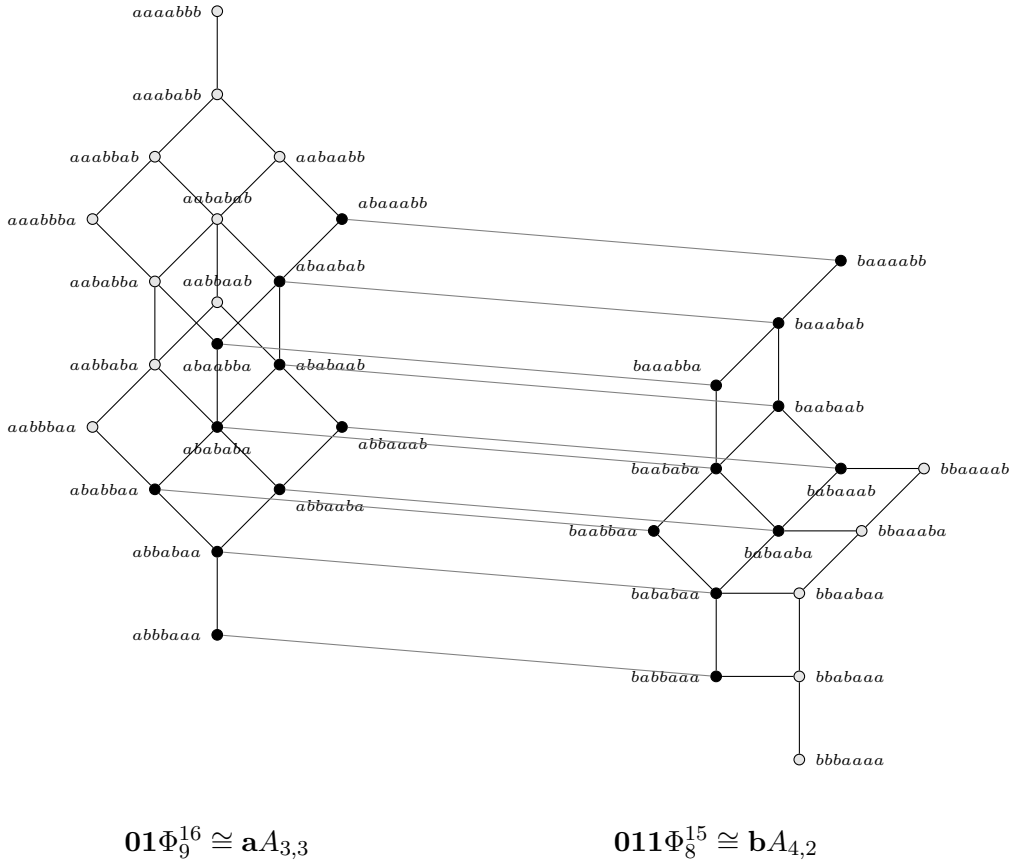 aaaabbb
aaababb
aaabbab aabaabb
aaabbba aababab abaaabb
aababba aabbaab abaabab baaaabb
baaabab
aabbaba abaabba ababaab baaabba
baabaab
aabbbaa abababa abbaaab
baababa babaaab bbaaaab
ababbaa abbaaba
baabbaa babaaba bbaaaba
abbabaa
bababaa bbaabaa
abbbaaa
babbaaa bbabaaa
bbbaaaa
01Φ₉¹⁶ ≅ aA₃,₃ 011Φ₈¹⁵ ≅ bA₄,₂